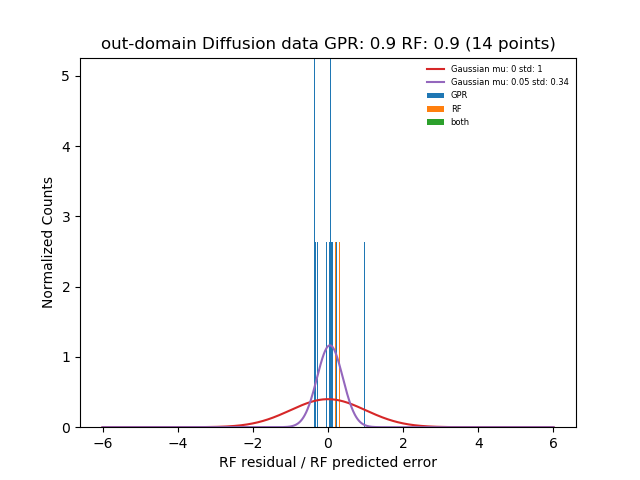 out-domain Diffusion data GPR: 0.9 RF: 0.9 (14 points)
Gaussian mu: 0 std: 1
Gaussian mu: 0.05 std: 0.34
GPR
RF
both
Normalized Counts
5
4
3
2
1
0
−6 −4 −2 0 2 4 6
RF residual / RF predicted error